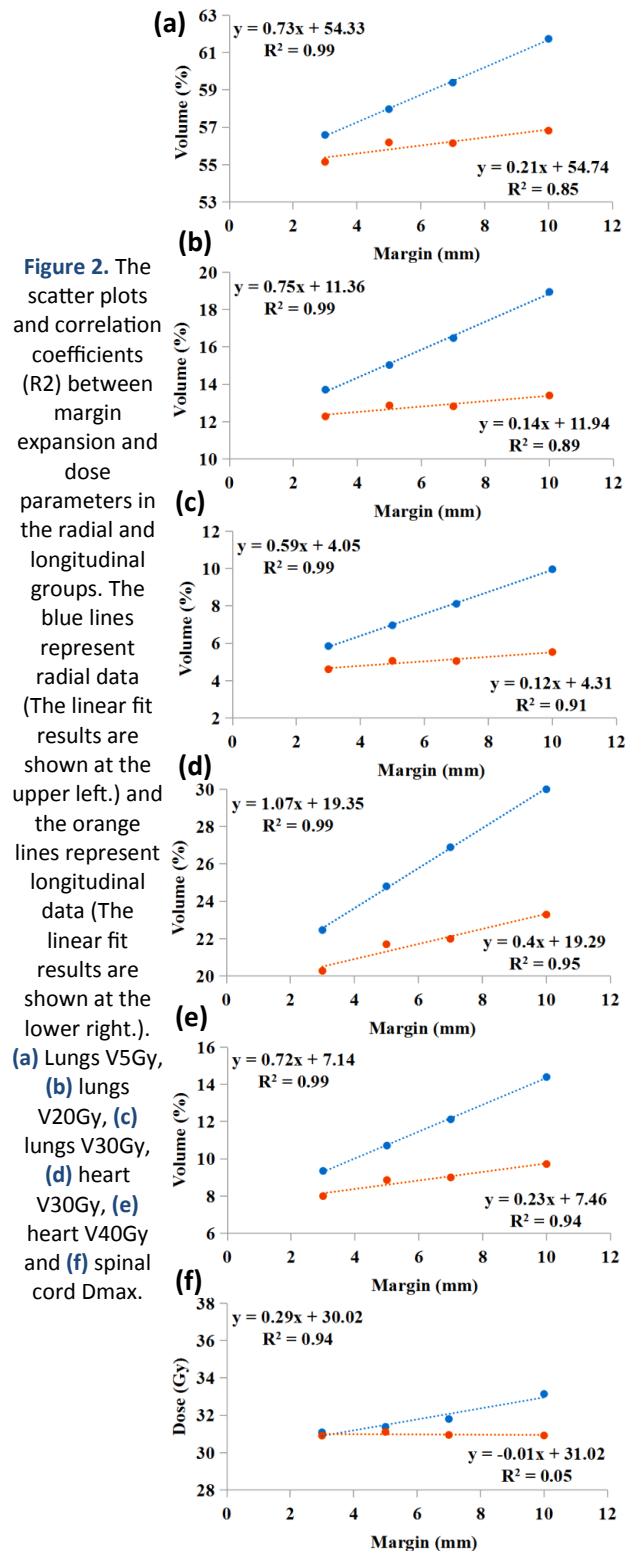 Figure 2. The
scatter plots
and correlation
coefficients
(R2) between
margin
expansion and
dose
parameters in
the radial and
longitudinal
groups. The
blue lines
represent
radial data
(The linear fit
results are
shown at the
upper left.) and
the orange
lines represent
longitudinal
data (The
linear fit
results are
shown at the
lower right.).
(a) Lungs V5Gy,
(b) lungs
V20Gy, (c)
lungs V30Gy,
(d) heart
V30Gy, (e)
heart V40Gy
and (f) spinal
cord Dmax.
(a)
y = 0.73x + 54.33
R² = 0.99
63
61
59
57
55
53
Volume (%)
y = 0.21x + 54.74
R² = 0.85
0 2 4 6 8 10 12
Margin (mm)
(b)
y = 0.75x + 11.36
R² = 0.99
20
18
16
14
12
10
Volume (%)
y = 0.14x + 11.94
R² = 0.89
0 2 4 6 8 10 12
Margin (mm)
(c)
y = 0.59x + 4.05
R² = 0.99
12
10
8
6
4
2
Volume (%)
y = 0.12x + 4.31
R² = 0.91
0 2 4 6 8 10 12
Margin (mm)
(d)
y = 1.07x + 19.35
R² = 0.99
30
28
26
24
22
20
Volume (%)
y = 0.4x + 19.29
R² = 0.95
0 2 4 6 8 10 12
Margin (mm)
(e)
y = 0.72x + 7.14
R² = 0.99
16
14
12
10
8
6
Volume (%)
y = 0.23x + 7.46
R² = 0.94
0 2 4 6 8 10 12
Margin (mm)
(f)
y = 0.29x + 30.02
R² = 0.94
38
36
34
32
30
28
Dose (Gy)
y = -0.01x + 31.02
R² = 0.05
0 2 4 6 8 10 12
Margin (mm)